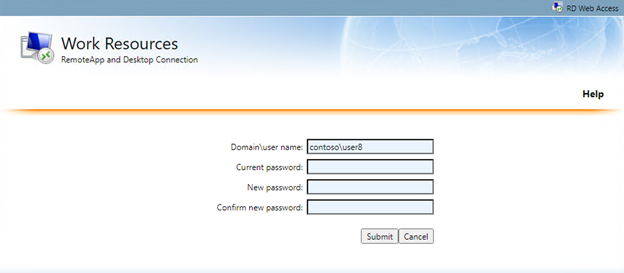 RD Web Access
Work Resources
RemoteApp and Desktop Connection
Help
Domain\user name: contoso\user8
Current password:
New password:
Confirm new password:
Submit Cancel